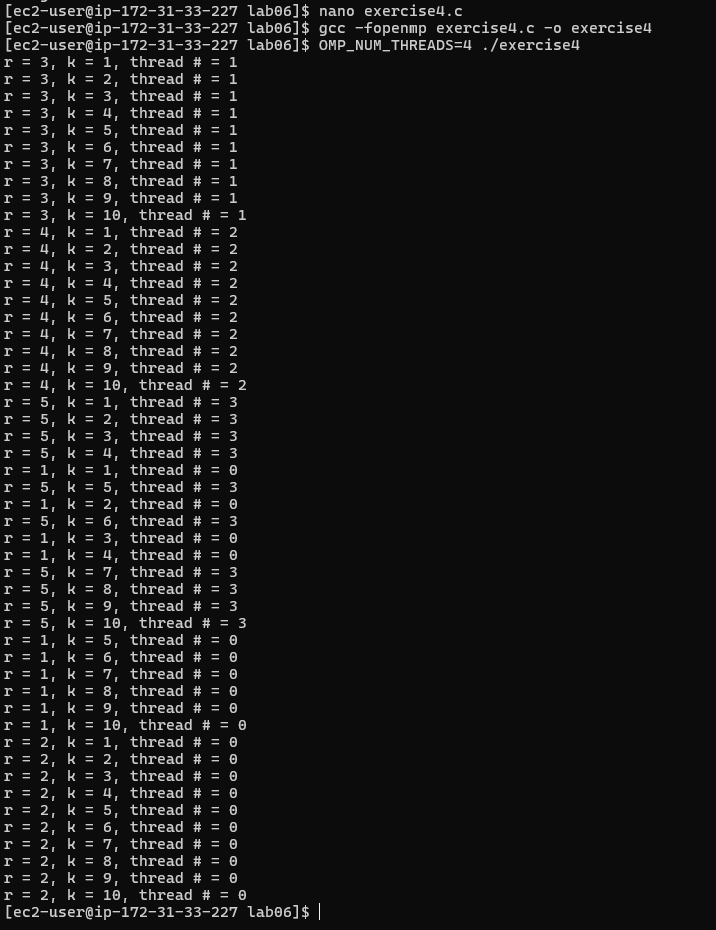 [ec2-user@ip-172-31-33-227 lab06]$ nano exercise4.c
[ec2-user@ip-172-31-33-227 lab06]$ gcc -fopenmp exercise4.c -o exercise4
[ec2-user@ip-172-31-33-227 lab06]$ OMP_NUM_THREADS=4 ./exercise4
r = 3, k = 1, thread # = 1
r = 3, k = 2, thread # = 1
r = 3, k = 3, thread # = 1
r = 3, k = 4, thread # = 1
r = 3, k = 5, thread # = 1
r = 3, k = 6, thread # = 1
r = 3, k = 7, thread # = 1
r = 3, k = 8, thread # = 1
r = 3, k = 9, thread # = 1
r = 3, k = 10, thread # = 1
r = 4, k = 1, thread # = 2
r = 4, k = 2, thread # = 2
r = 4, k = 3, thread # = 2
r = 4, k = 4, thread # = 2
r = 4, k = 5, thread # = 2
r = 4, k = 6, thread # = 2
r = 4, k = 7, thread # = 2
r = 4, k = 8, thread # = 2
r = 4, k = 9, thread # = 2
r = 4, k = 10, thread # = 2
r = 5, k = 1, thread # = 3
r = 5, k = 2, thread # = 3
r = 5, k = 3, thread # = 3
r = 5, k = 4, thread # = 3
r = 1, k = 1, thread # = 0
r = 5, k = 5, thread # = 3
r = 1, k = 2, thread # = 0
r = 5, k = 6, thread # = 3
r = 1, k = 3, thread # = 0
r = 1, k = 4, thread # = 0
r = 5, k = 7, thread # = 3
r = 5, k = 8, thread # = 3
r = 5, k = 9, thread # = 3
r = 5, k = 10, thread # = 3
r = 1, k = 5, thread # = 0
r = 1, k = 6, thread # = 0
r = 1, k = 7, thread # = 0
r = 1, k = 8, thread # = 0
r = 1, k = 9, thread # = 0
r = 1, k = 10, thread # = 0
r = 2, k = 1, thread # = 0
r = 2, k = 2, thread # = 0
r = 2, k = 3, thread # = 0
r = 2, k = 4, thread # = 0
r = 2, k = 5, thread # = 0
r = 2, k = 6, thread # = 0
r = 2, k = 7, thread # = 0
r = 2, k = 8, thread # = 0
r = 2, k = 9, thread # = 0
r = 2, k = 10, thread # = 0
[ec2-user@ip-172-31-33-227 lab06]$